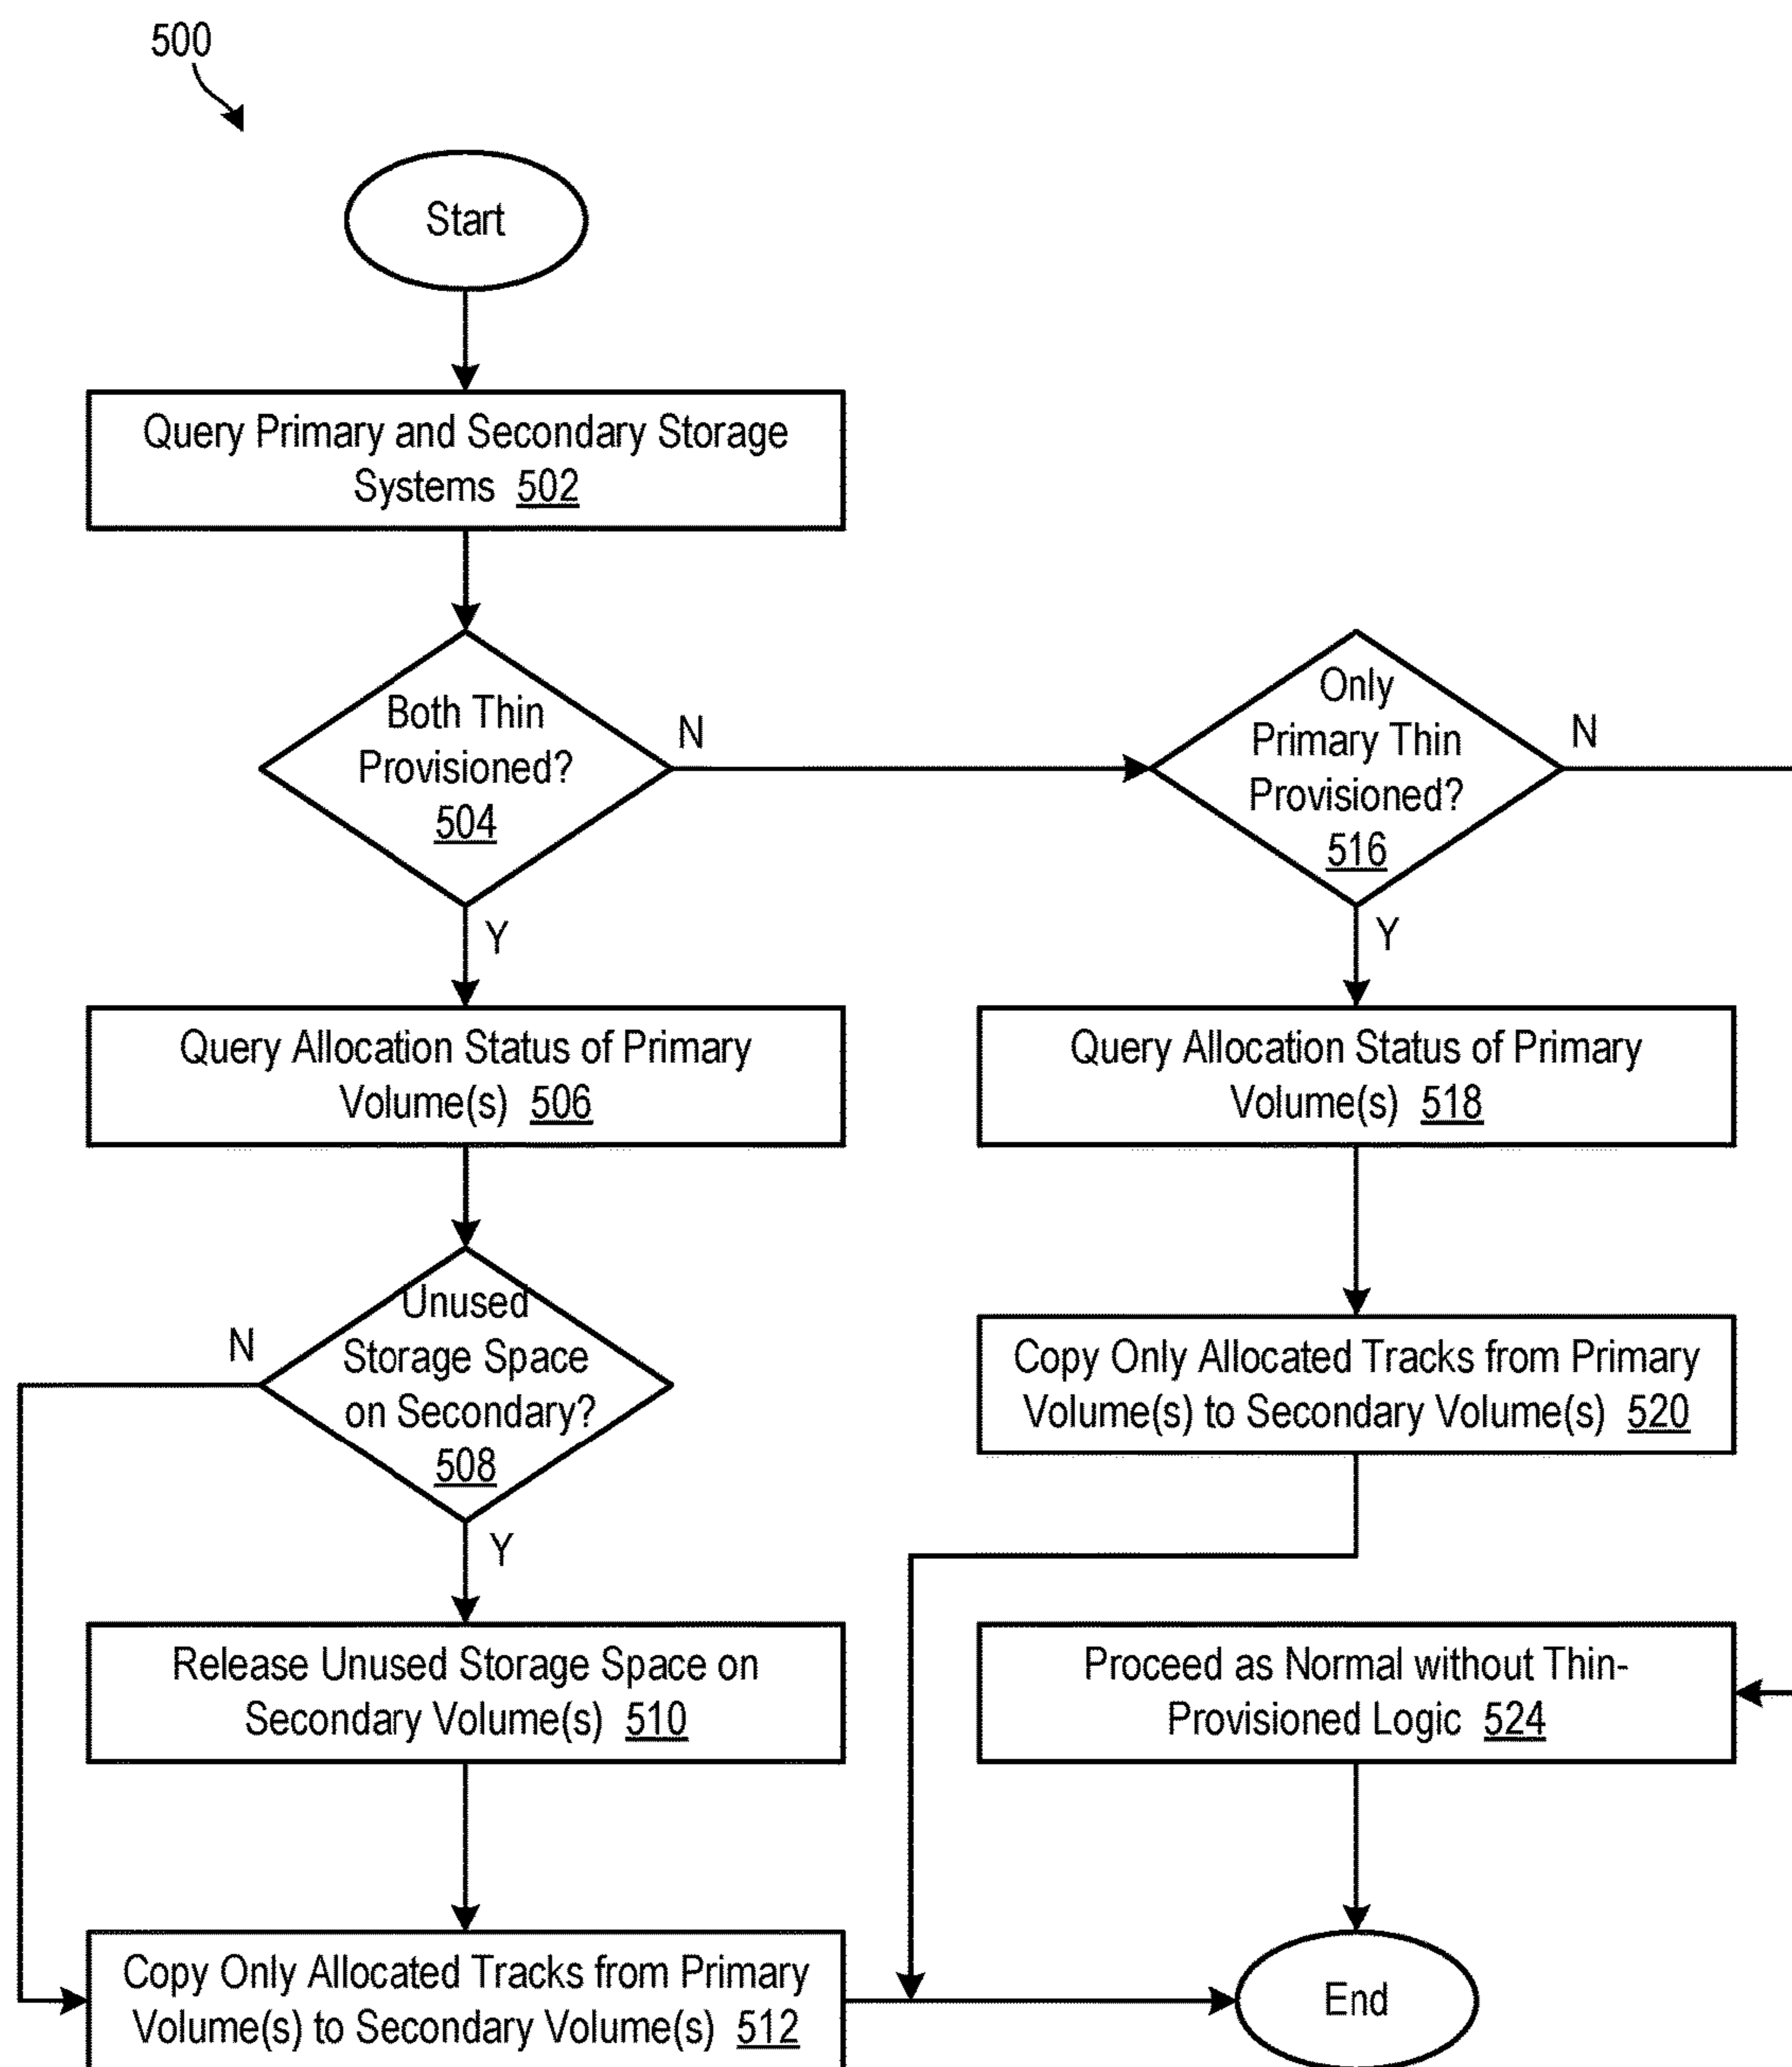 500
Start
Query Primary and Secondary Storage
Systems 502
Both Thin
Provisioned?
504
N
Y
Only
Primary Thin
Provisioned?
516
N
Y
Query Allocation Status of Primary
Volume(s) 506
Query Allocation Status of Primary
Volume(s) 518
Unused
Storage Space
on Secondary?
508
N
Y
Copy Only Allocated Tracks from Primary
Volume(s) to Secondary Volume(s) 520
Release Unused Storage Space on
Secondary Volume(s) 510
Proceed as Normal without Thin-
Provisioned Logic 524
Copy Only Allocated Tracks from Primary
Volume(s) to Secondary Volume(s) 512
End